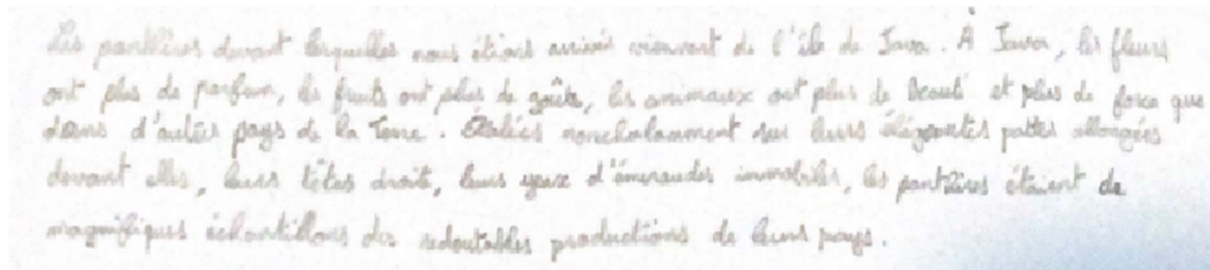 Les panthères devant lesquelles nous étions arrivés viennent de l'île de Java. À Java, les fleurs
ont plus de parfum, les fruits ont plus de goûts, les animaux ont plus de beauté et plus de force que
dans d'autres pays de la Terre. Étalées nonchalamment sur leurs élégantes pattes allongées
devant elles, leurs têtes droite, leurs yeux d'émeraudes immobiles, les panthères étaient de
magnifiques échantillons des redoutables productions de leurs pays.